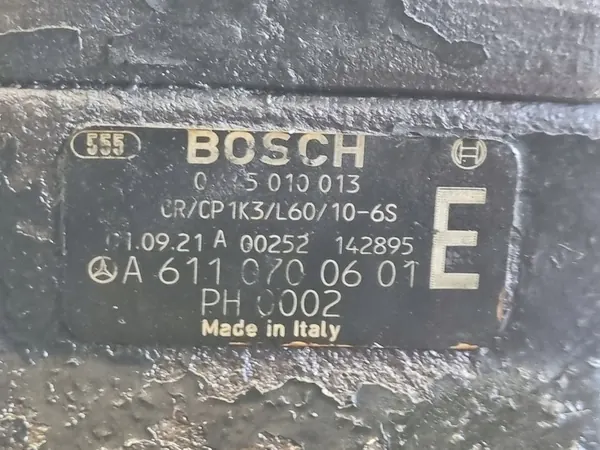 555 BOSCH
0 5 010 013
CR/CP1K3/L60/10-6S
01.09.21 A 00252 142895
A 611 070 06 01 E
PH 0002
Made in Italy